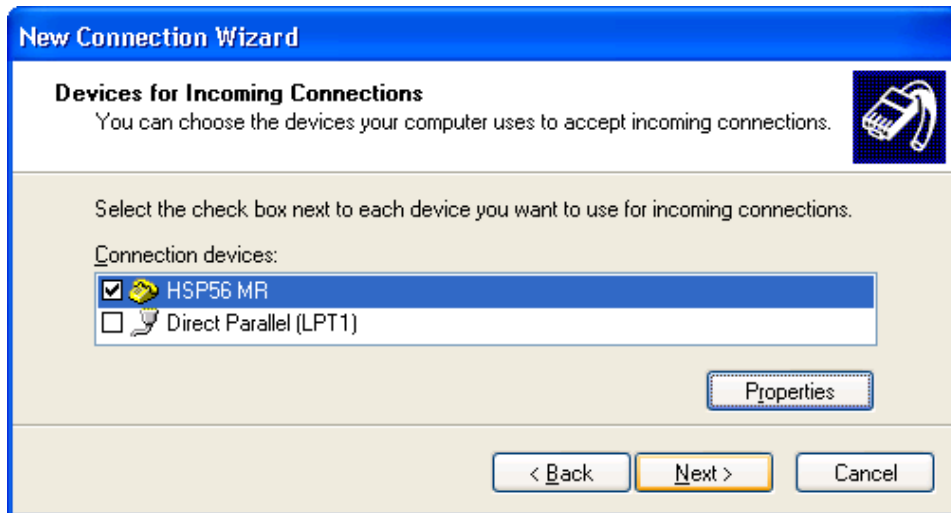 New Connection Wizard
Devices for Incoming Connections
You can choose the devices your computer uses to accept incoming connections.
Select the check box next to each device you want to use for incoming connections.
Connection devices:
HSP56 MR
Direct Parallel (LPT1)
Properties
< Back Next > Cancel